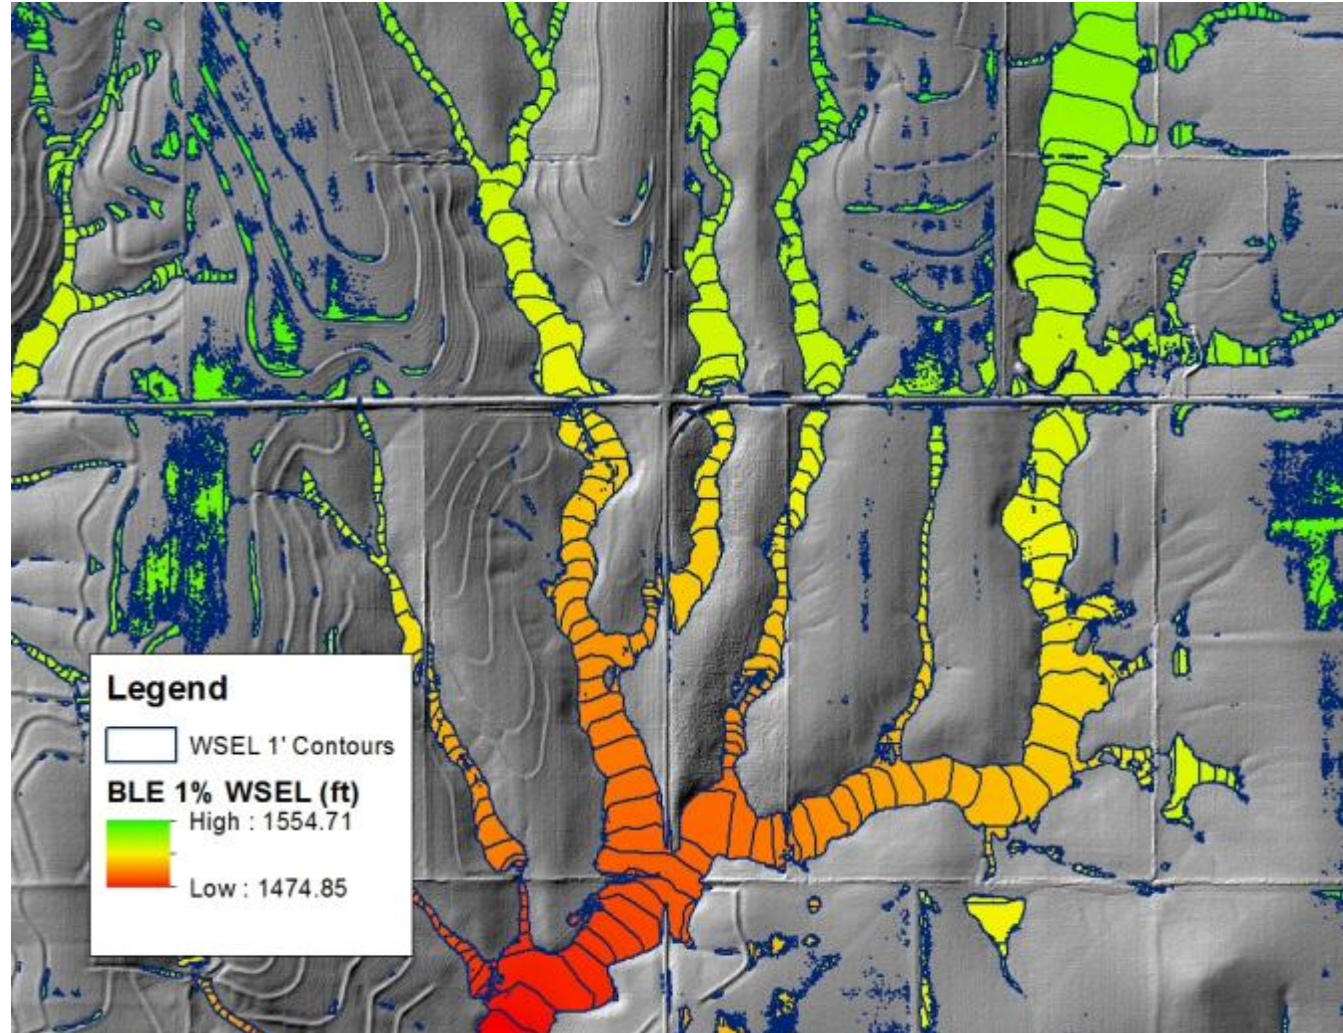 Legend
WSEL 1' Contours
BLE 1% WSEL (ft)
High : 1554.71
Low : 1474.85